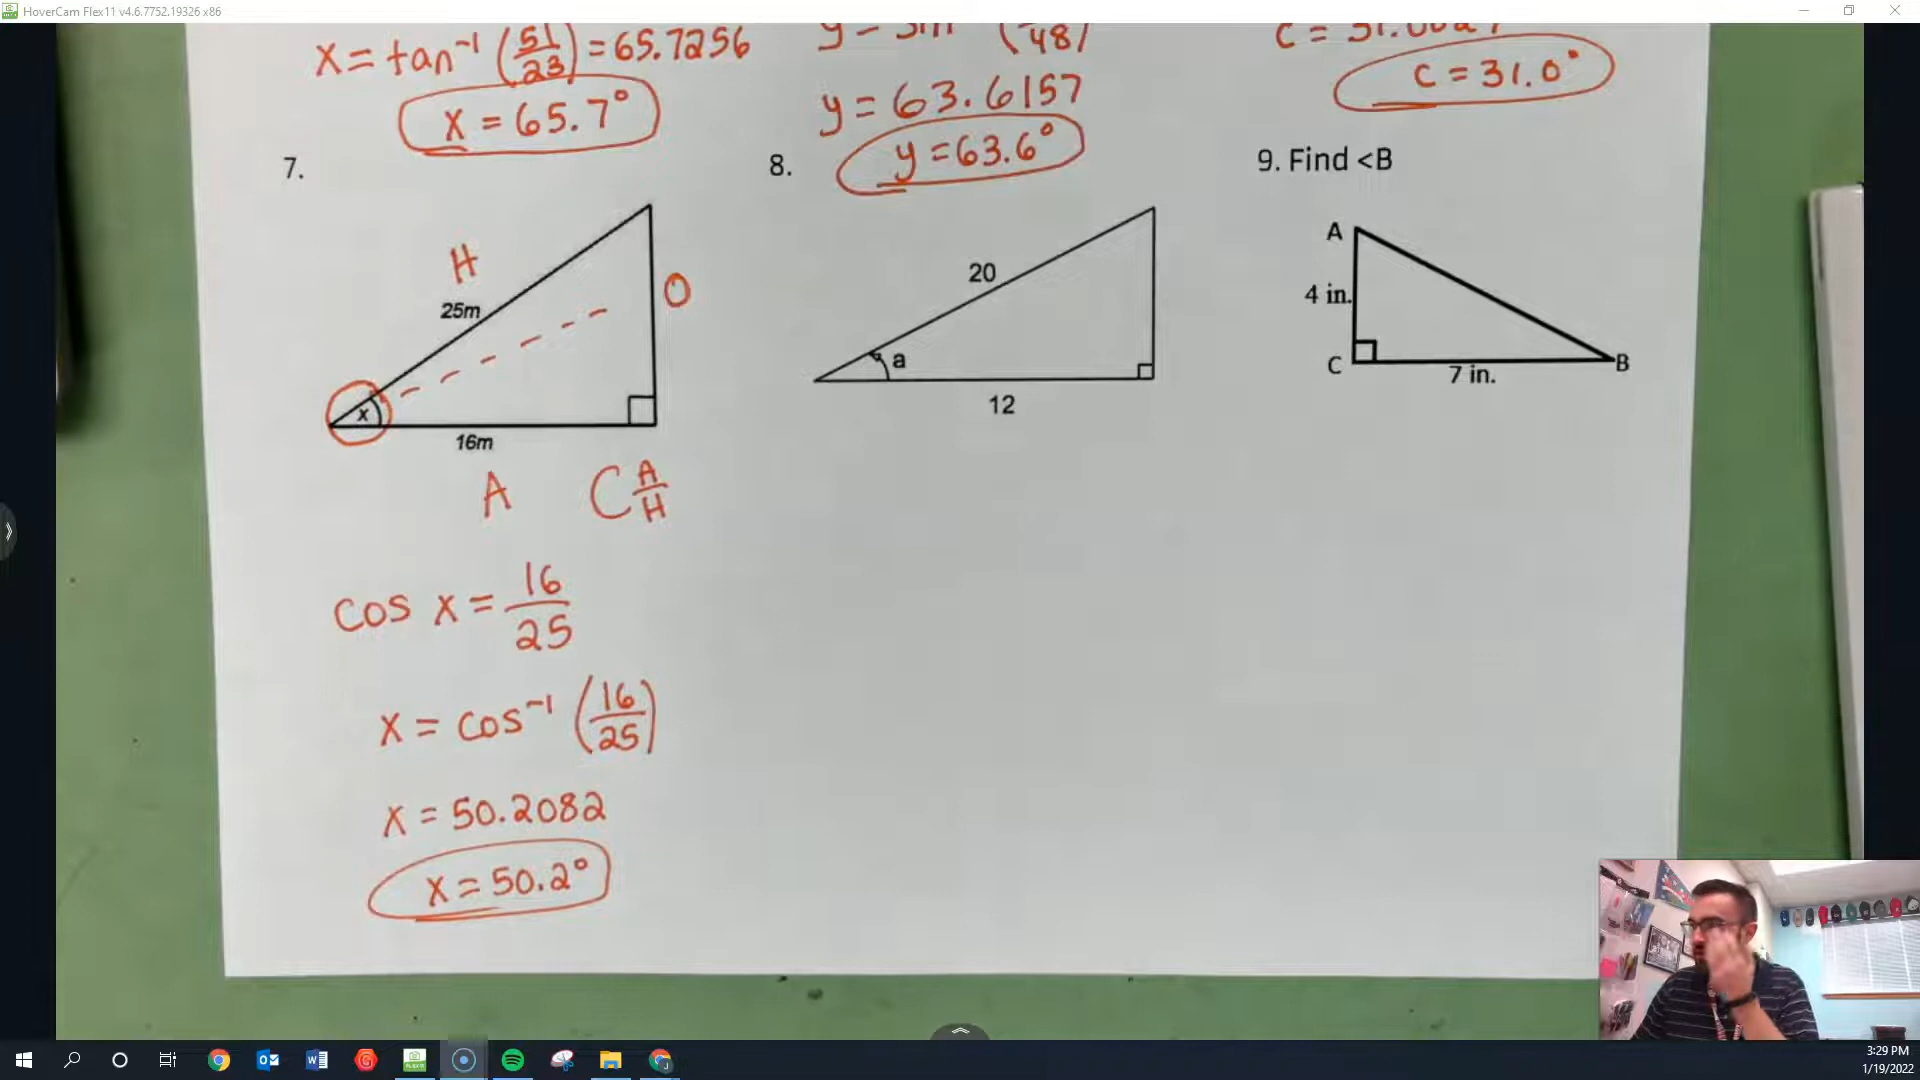 HoverCam Flex11 v4.6.7752.19326 x86
x = tan⁻¹ (51/23) = 65.7256
x = 65.7°
48)
y = 63.6157
y = 63.6°
c = 31.0°
7.
H
25m
O
x
16m
A
C A/H
cos x = 16/25
x = cos⁻¹ (16/25)
x = 50.2082
x = 50.2°
8.
20
a
12
9. Find <B
A
4 in.
C
7 in.
B
3:29 PM
1/19/2022